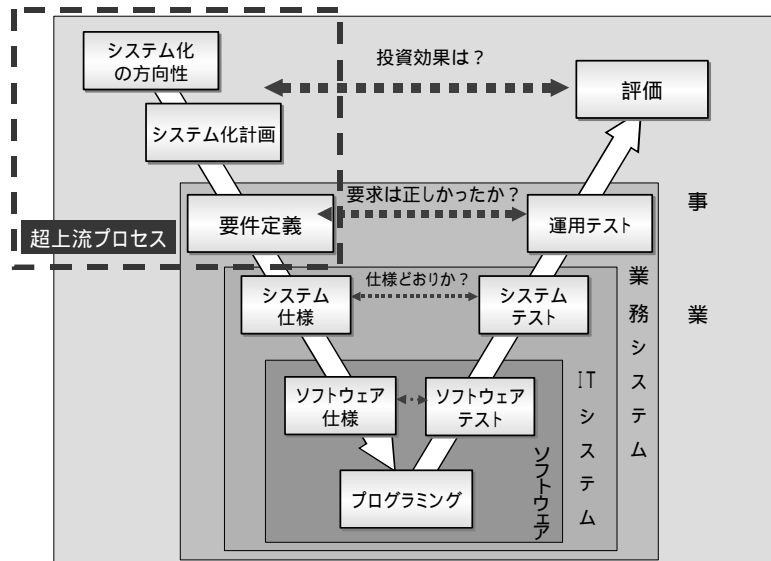 システム化
の方向性
投資効果は？
評価
システム化計画
要求は正しかったか？
要件定義
運用テスト
超上流プロセス
事業
仕様どおりか？
システム
仕様
システム
テスト
業務システム
ソフトウェア
仕様
ソフトウェア
テスト
ITシステム
ソフトウェア
プログラミング